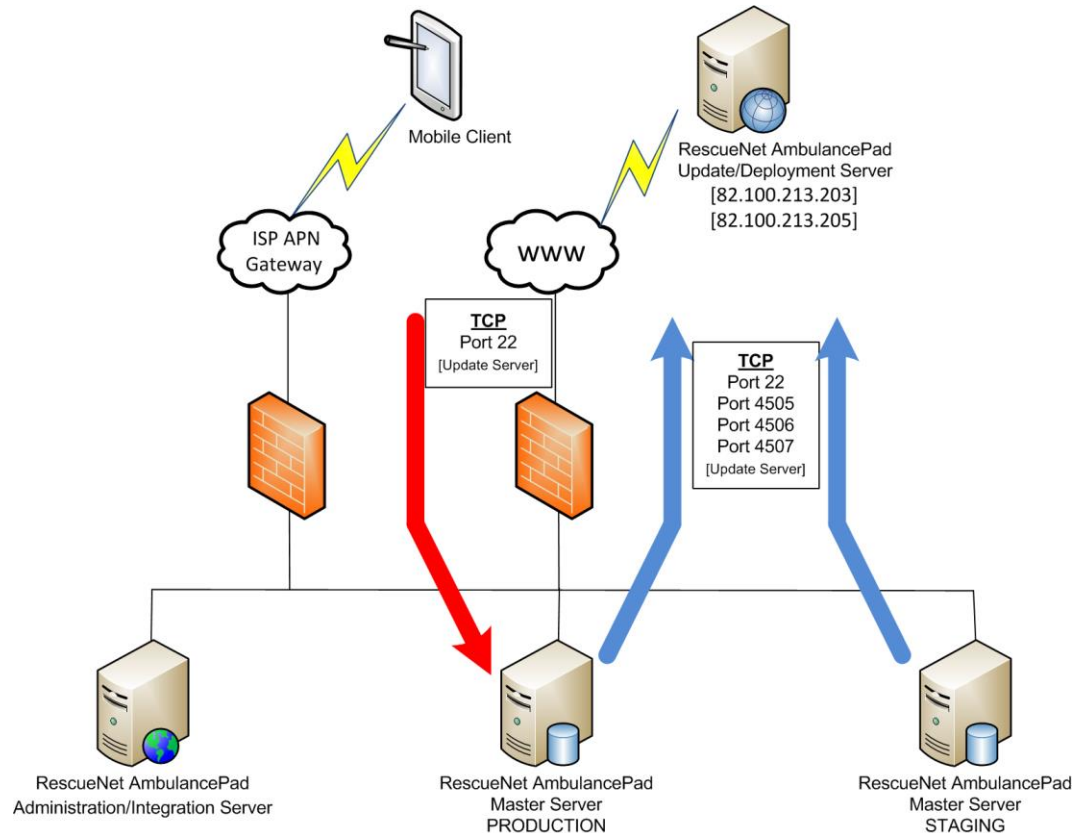 Mobile Client
RescueNet AmbulancePad
Update/Deployment Server
[82.100.213.203]
[82.100.213.205]
ISP APN
Gateway
WWW
TCP
Port 22
[Update Server]
TCP
Port 22
Port 4505
Port 4506
Port 4507
[Update Server]
RescueNet AmbulancePad
Administration/Integration Server
RescueNet AmbulancePad
Master Server
PRODUCTION
RescueNet AmbulancePad
Master Server
STAGING